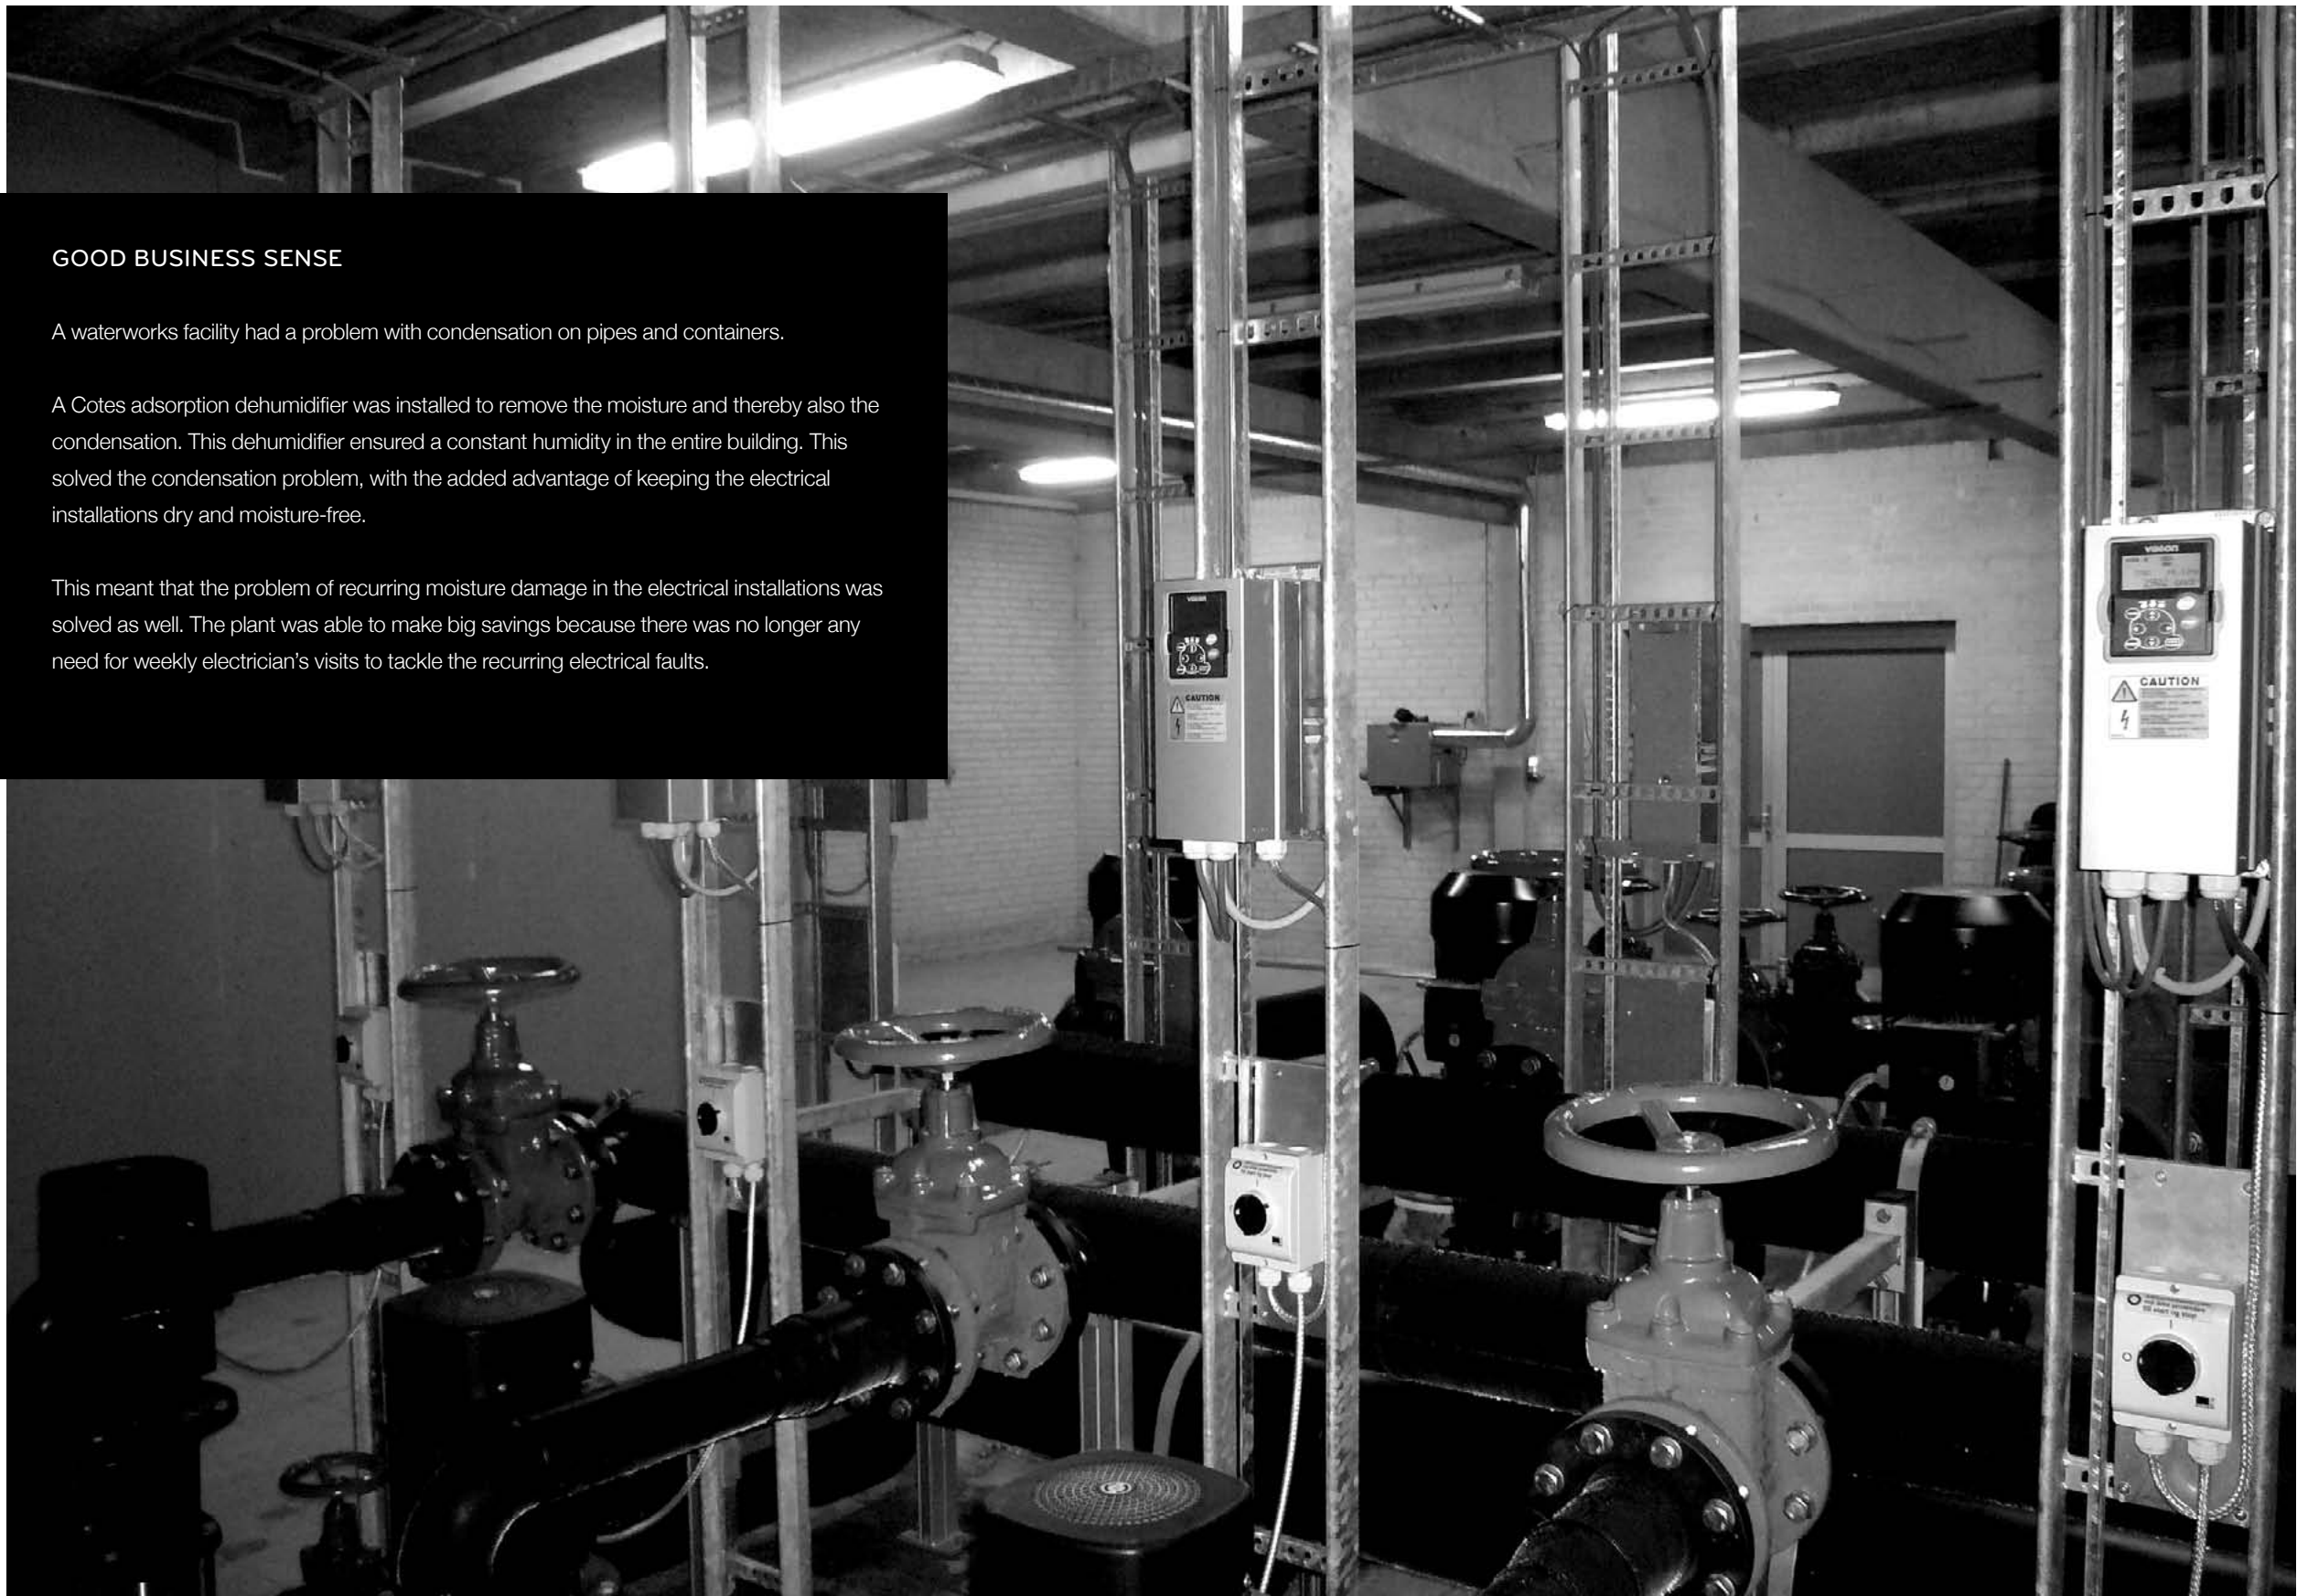 GOOD BUSINESS SENSE
A waterworks facility had a problem with condensation on pipes and containers.
A Cotes adsorption dehumidifier was installed to remove the moisture and thereby also the
condensation. This dehumidifier ensured a constant humidity in the entire building. This
solved the condensation problem, with the added advantage of keeping the electrical
installations dry and moisture-free.
This meant that the problem of recurring moisture damage in the electrical installations was
solved as well. The plant was able to make big savings because there was no longer any
need for weekly electrician’s visits to tackle the recurring electrical faults.
CAUTION
CAUTION